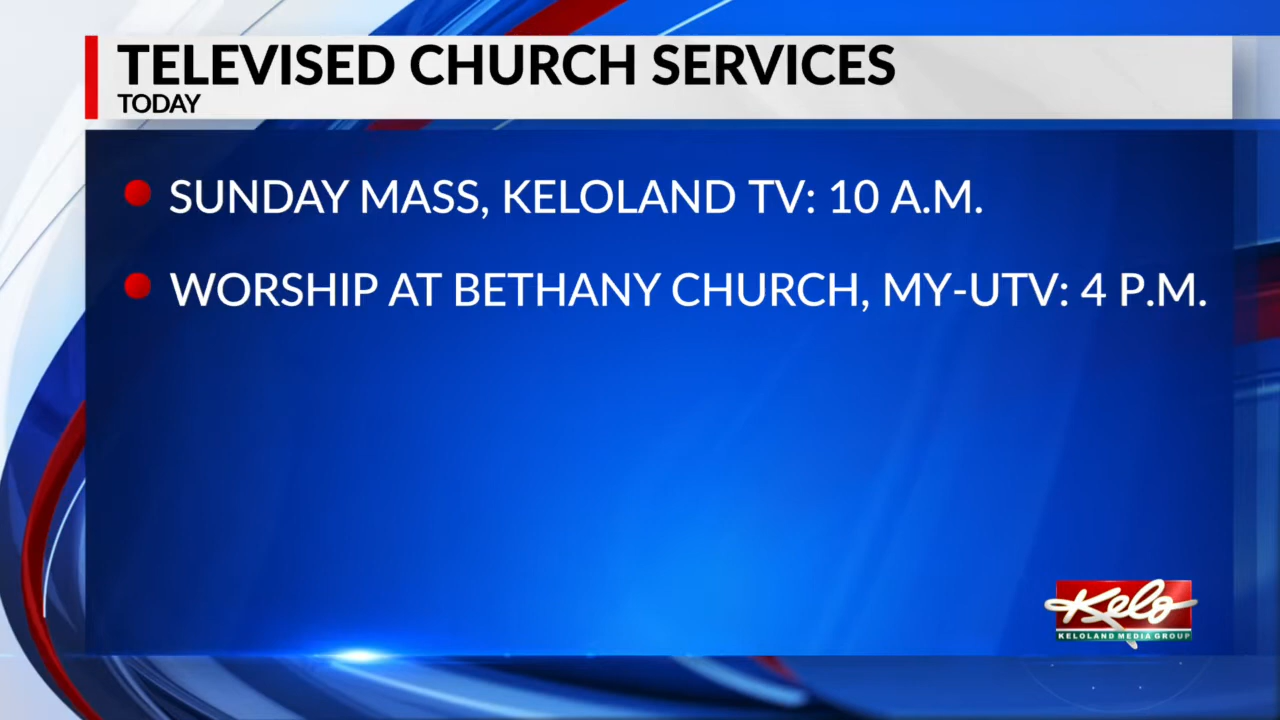 TELEVISED CHURCH SERVICES
TODAY
SUNDAY MASS, KELOLAND TV: 10 A.M.
WORSHIP AT BETHANY CHURCH, MY-UTV: 4 P.M.
Kelo
KELOLAND MEDIA GROUP